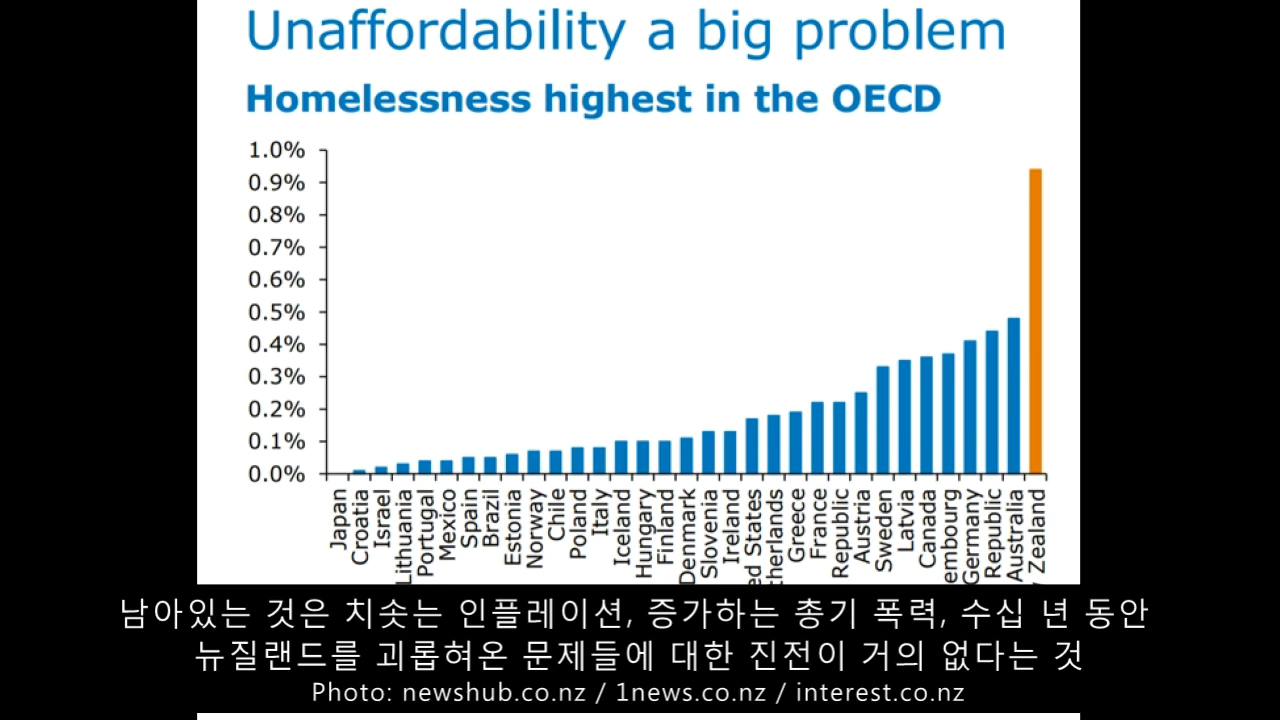 Unaffordability a big problem
Homelessness highest in the OECD
1.0%
0.9%
0.8%
0.7%
0.6%
0.5%
0.4%
0.3%
0.2%
0.1%
0.0%
Japan
Croatia
Israel
Lithuania
Portugal
Mexico
Spain
Brazil
Estonia
Norway
Chile
Poland
Italy
Iceland
Hungary
Finland
Denmark
Slovenia
Ireland
ed States
therlands
Greece
France
Republic
Austria
Sweden
Latvia
Canada
embourg
Germany
Republic
Australia
Zealand
남아있는 것은 치솟는 인플레이션, 증가하는 총기 폭력, 수십 년 동안
뉴질랜드를 괴롭혀온 문제들에 대한 진전이 거의 없다는 것
Photo: newshub.co.nz / 1news.co.nz / interest.co.nz